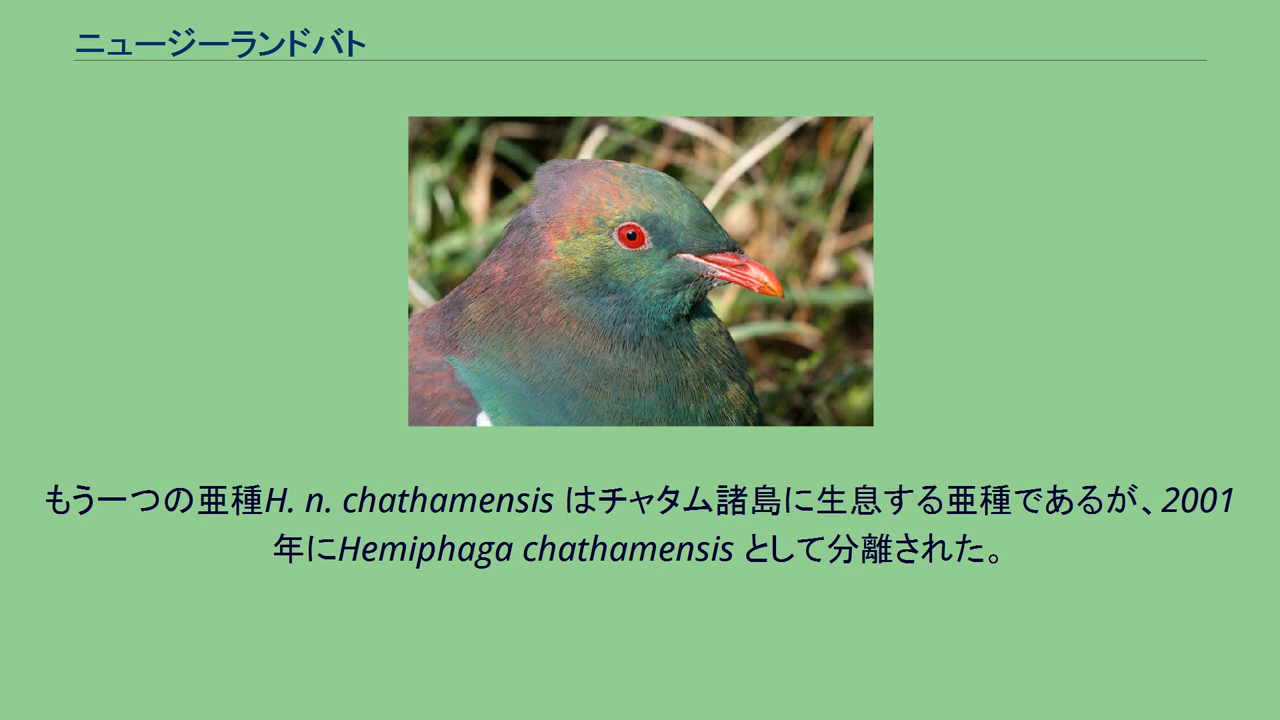 ニュージーランドバト
もう一つの亜種H. n. chathamensis はチャタム諸島に生息する亜種であるが、2001
年にHemiphaga chathamensis として分離された。